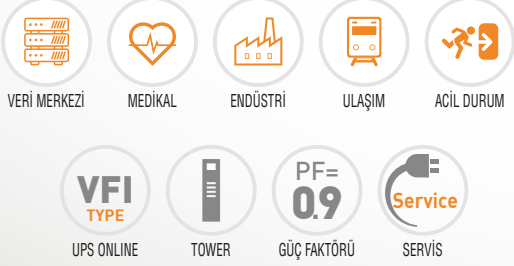 VERİ MERKEZİ
MEDİKAL
ENDÜSTRİ
ULAŞIM
ACİL DURUM
VFI
TYPE
UPS ONLINE
TOWER
PF=
0.9
GÜÇ FAKTÖRÜ
Service
SERVİS